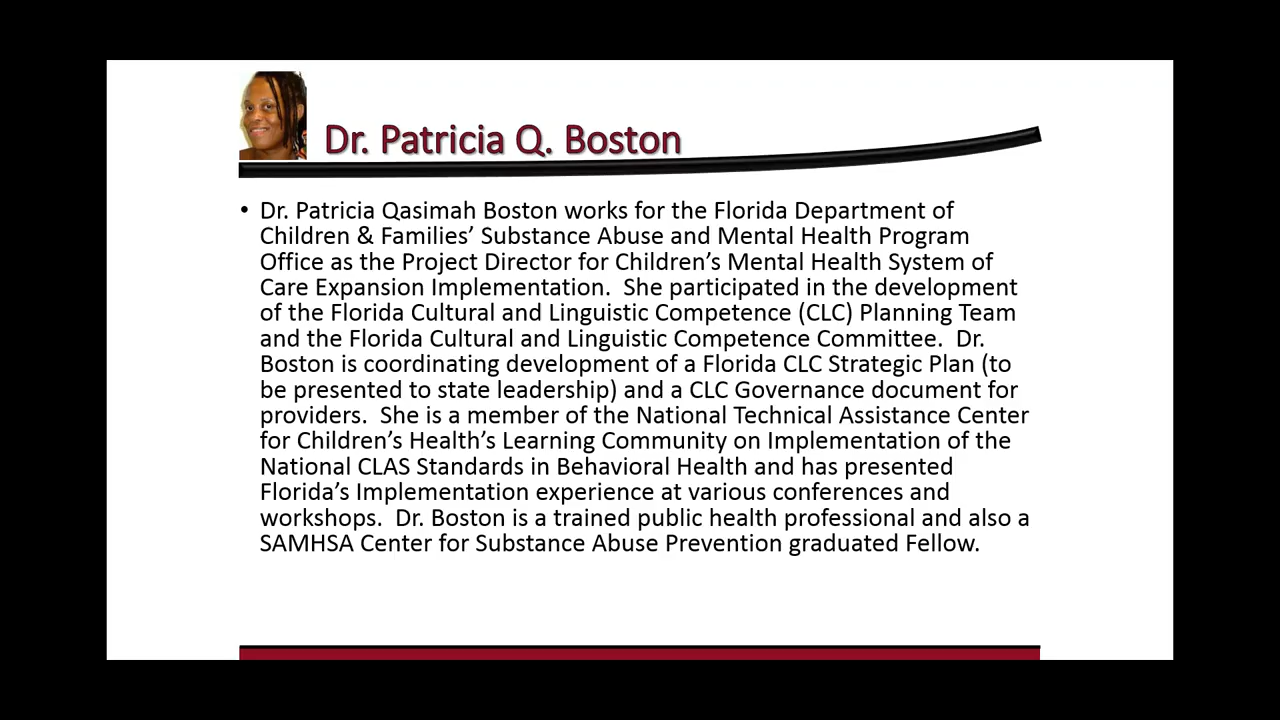 Dr. Patricia Q. Boston
• Dr. Patricia Qasimah Boston works for the Florida Department of
Children & Families’ Substance Abuse and Mental Health Program
Office as the Project Director for Children’s Mental Health System of
Care Expansion Implementation.  She participated in the development
of the Florida Cultural and Linguistic Competence (CLC) Planning Team
and the Florida Cultural and Linguistic Competence Committee.  Dr.
Boston is coordinating development of a Florida CLC Strategic Plan (to
be presented to state leadership) and a CLC Governance document for
providers.  She is a member of the National Technical Assistance Center
for Children’s Health’s Learning Community on Implementation of the
National CLAS Standards in Behavioral Health and has presented
Florida’s Implementation experience at various conferences and
workshops.  Dr. Boston is a trained public health professional and also a
SAMHSA Center for Substance Abuse Prevention graduated Fellow.